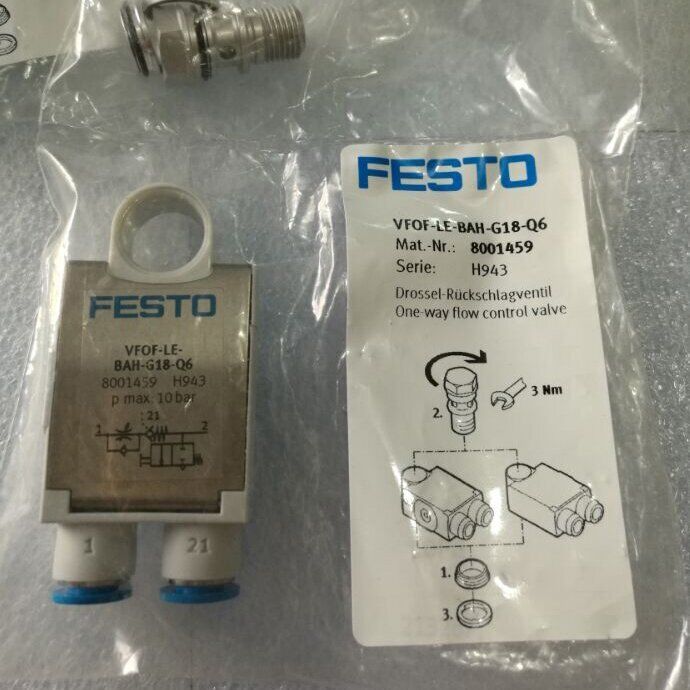 FESTO
VFOF-LE-
BAH-G18-Q6
8001459 H943
p max. 10 bar
21
1 2
1 21
FESTO
VFOF-LE-BAH-G18-Q6
Mat.-Nr.: 8001459
Serie: H943
Drossel-Rückschlagventil
One-way flow control valve
2. 3 Nm
1.
3.